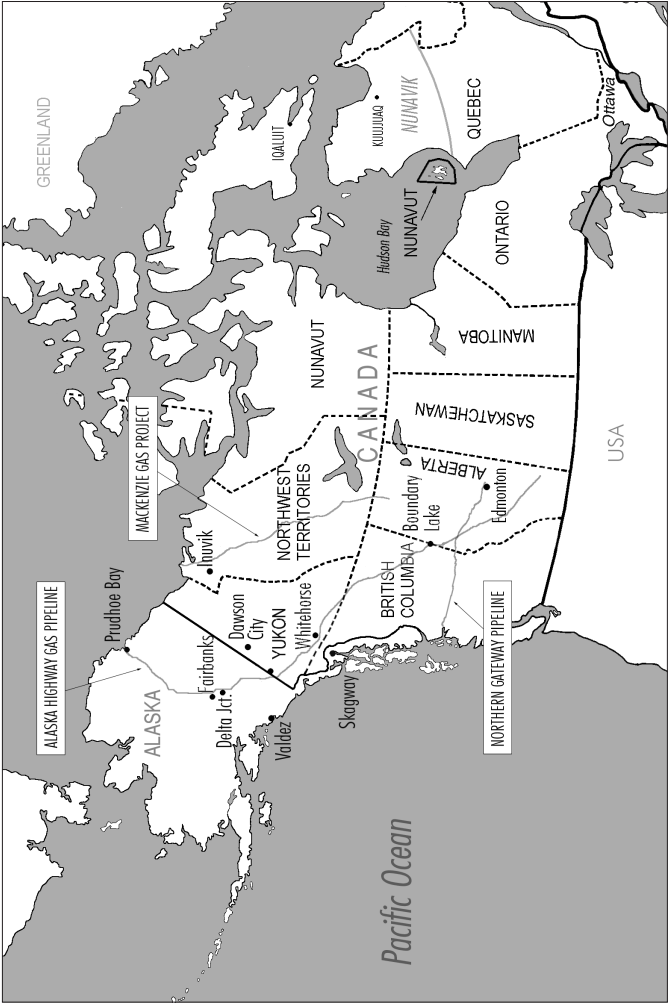 GREENLAND
IQALUIT
KUUJUAQ
NUNAVIK
QUEBEC
Ottawa
Hudson Bay
NUNAVUT
ONTARIO
NUNAVUT
CANADA
MANITOBA
SASKATCHEWAN
ALBERTA
USA
MACKENZIE GAS PROJECT
NORTHWEST
TERRITORIES
Inuvik
Boundary
Lake
Edmonton
BRITISH
COLUMBIA
NORTHERN GATEWAY PIPELINE
ALASKA HIGHWAY GAS PIPELINE
Prudhoe Bay
Fairbanks
Delta Jct.
Dawson
City
YUKON
Whitehorse
ALASKA
Valdez
Skagway
Pacific Ocean